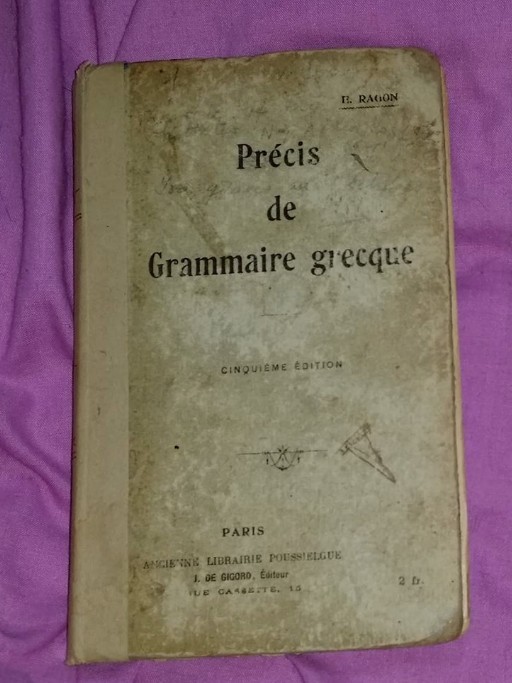 E. RAGON
Précis
de
Grammaire grecque
CINQUIÈME ÉDITION
PARIS
ANCIENNE LIBRAIRIE POUSSIELGUE
J. DE GIGORD, Éditeur
RUE CASSETTE, 15
2 fr.